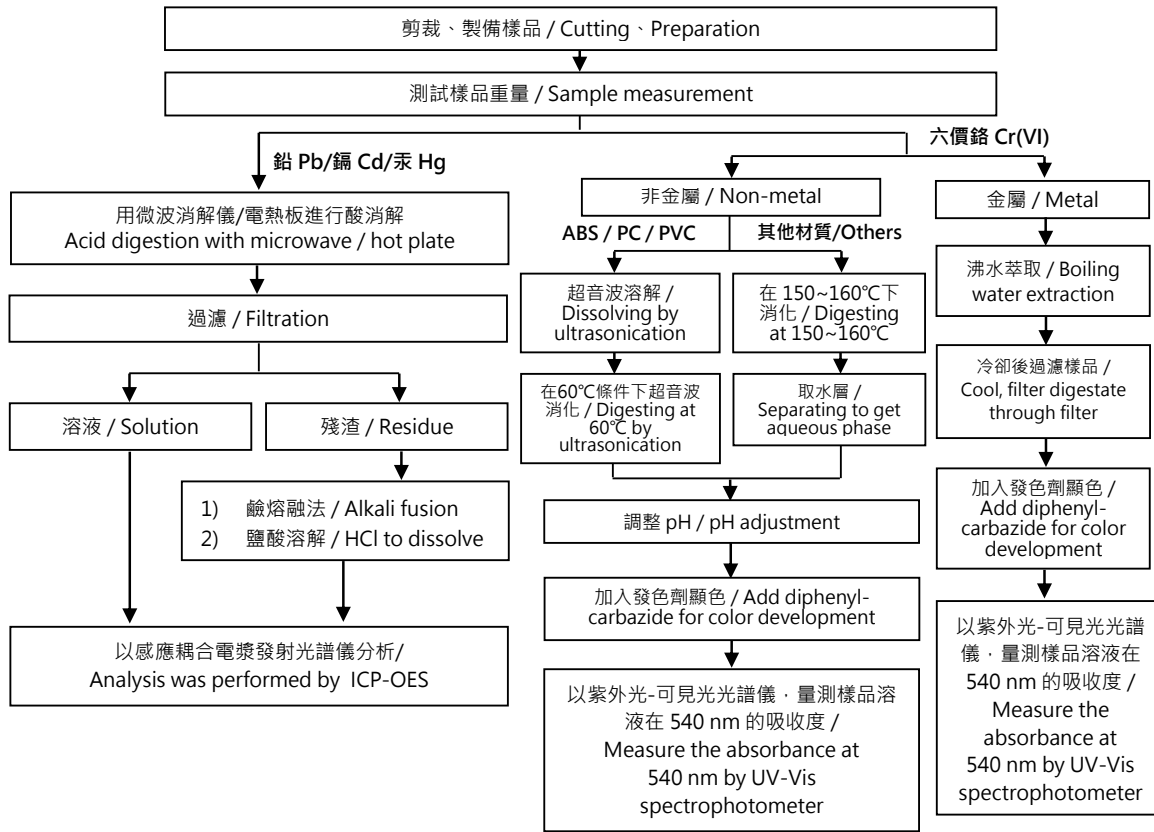 剪裁、製備樣品 / Cutting、Preparation
測試樣品重量 / Sample measurement
鉛 Pb/鎘 Cd/汞 Hg
六價鉻 Cr(VI)
用微波消解儀/電熱板進行酸消解
Acid digestion with microwave / hot plate
過濾 / Filtration
溶液 / Solution
殘渣 / Residue
1) 鹼熔融法 / Alkali fusion
2) 鹽酸溶解 / HCl to dissolve
以感應耦合電漿發射光譜儀分析/
Analysis was performed by ICP-OES
非金屬 / Non-metal
ABS / PC / PVC
其他材質/Others
超音波溶解 /
Dissolving by
ultrasonication
在60℃條件下超音波
消化 / Digesting at
60℃ by
ultrasonication
在 150~160℃下
消化 / Digesting
at 150~160℃
取水層 /
Separating to get
aqueous phase
調整 pH / pH adjustment
加入發色劑顯色 / Add diphenyl-
carbazide for color development
以紫外光-可見光光譜儀﹐量測樣品溶
液在 540 nm 的吸收度 /
Measure the absorbance at
540 nm by UV-Vis
spectrophotometer
金屬 / Metal
沸水萃取 / Boiling
water extraction
冷卻後過濾樣品 /
Cool, filter digestate
through filter
加入發色劑顯色 /
Add diphenyl-
carbazide for color
development
以紫外光-可見光光譜
儀﹐量測樣品溶液在
540 nm 的吸收度 /
Measure the
absorbance at
540 nm by UV-Vis
spectrophotometer